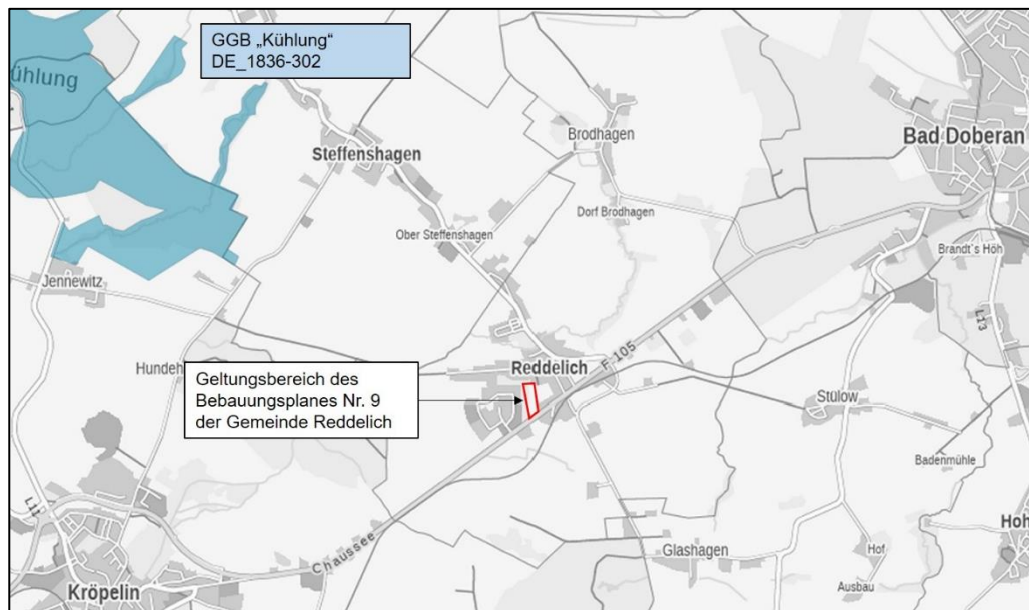 GGB „Kühlung“
DE_1836-302
ühlung
Brodhagen
Bad Doberan
Steffenshagen
Dorf Brodhagen
Ober Steffenshagen
Brandt´s Höh
Jennewitz
L13
F-105
Hundeh
Reddelich
Geltungsbereich des
Bebauungsplanes Nr. 9
der Gemeinde Reddelich
Stülow
Badenmühle
L11
Chaussee
Glashagen
Hof
Hoh
Ausbau
Kröpelin